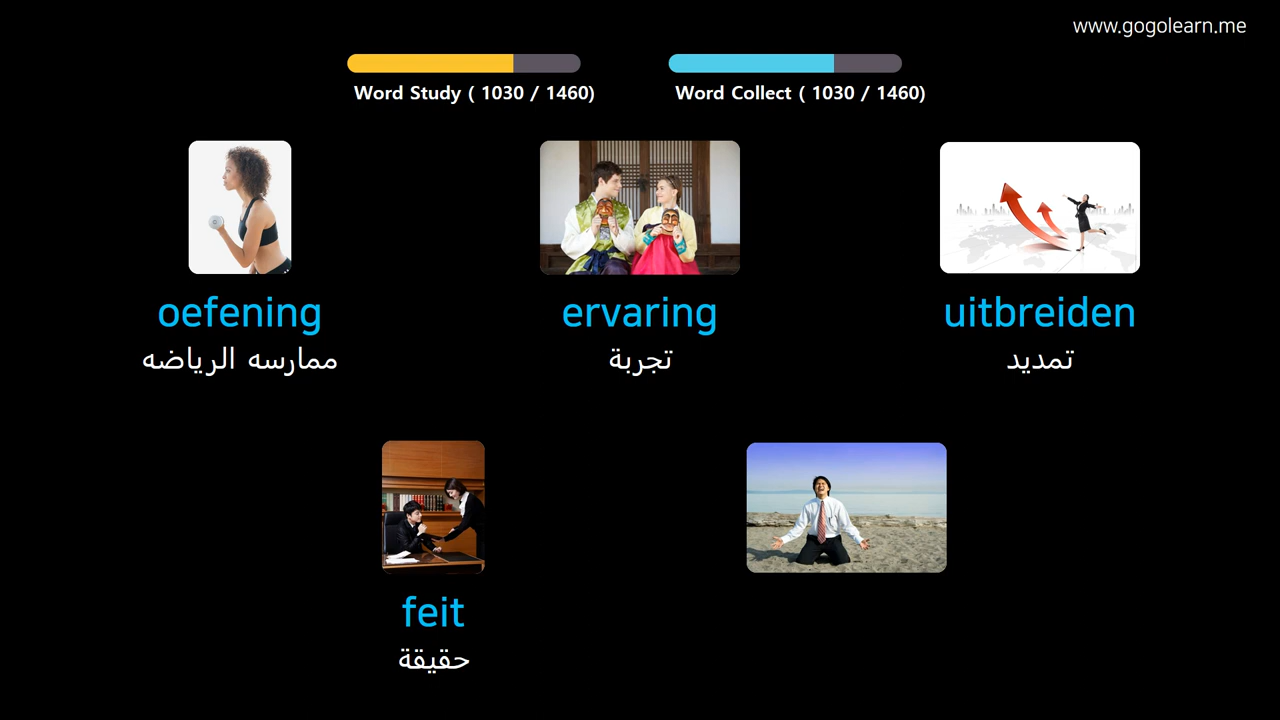 www.gogolearn.me
Word Study ( 1030 / 1460)
Word Collect ( 1030 / 1460)
oefening
ممارسه الرياضه
ervaring
تجربة
uitbreiden
تمديد
feit
حقيقة